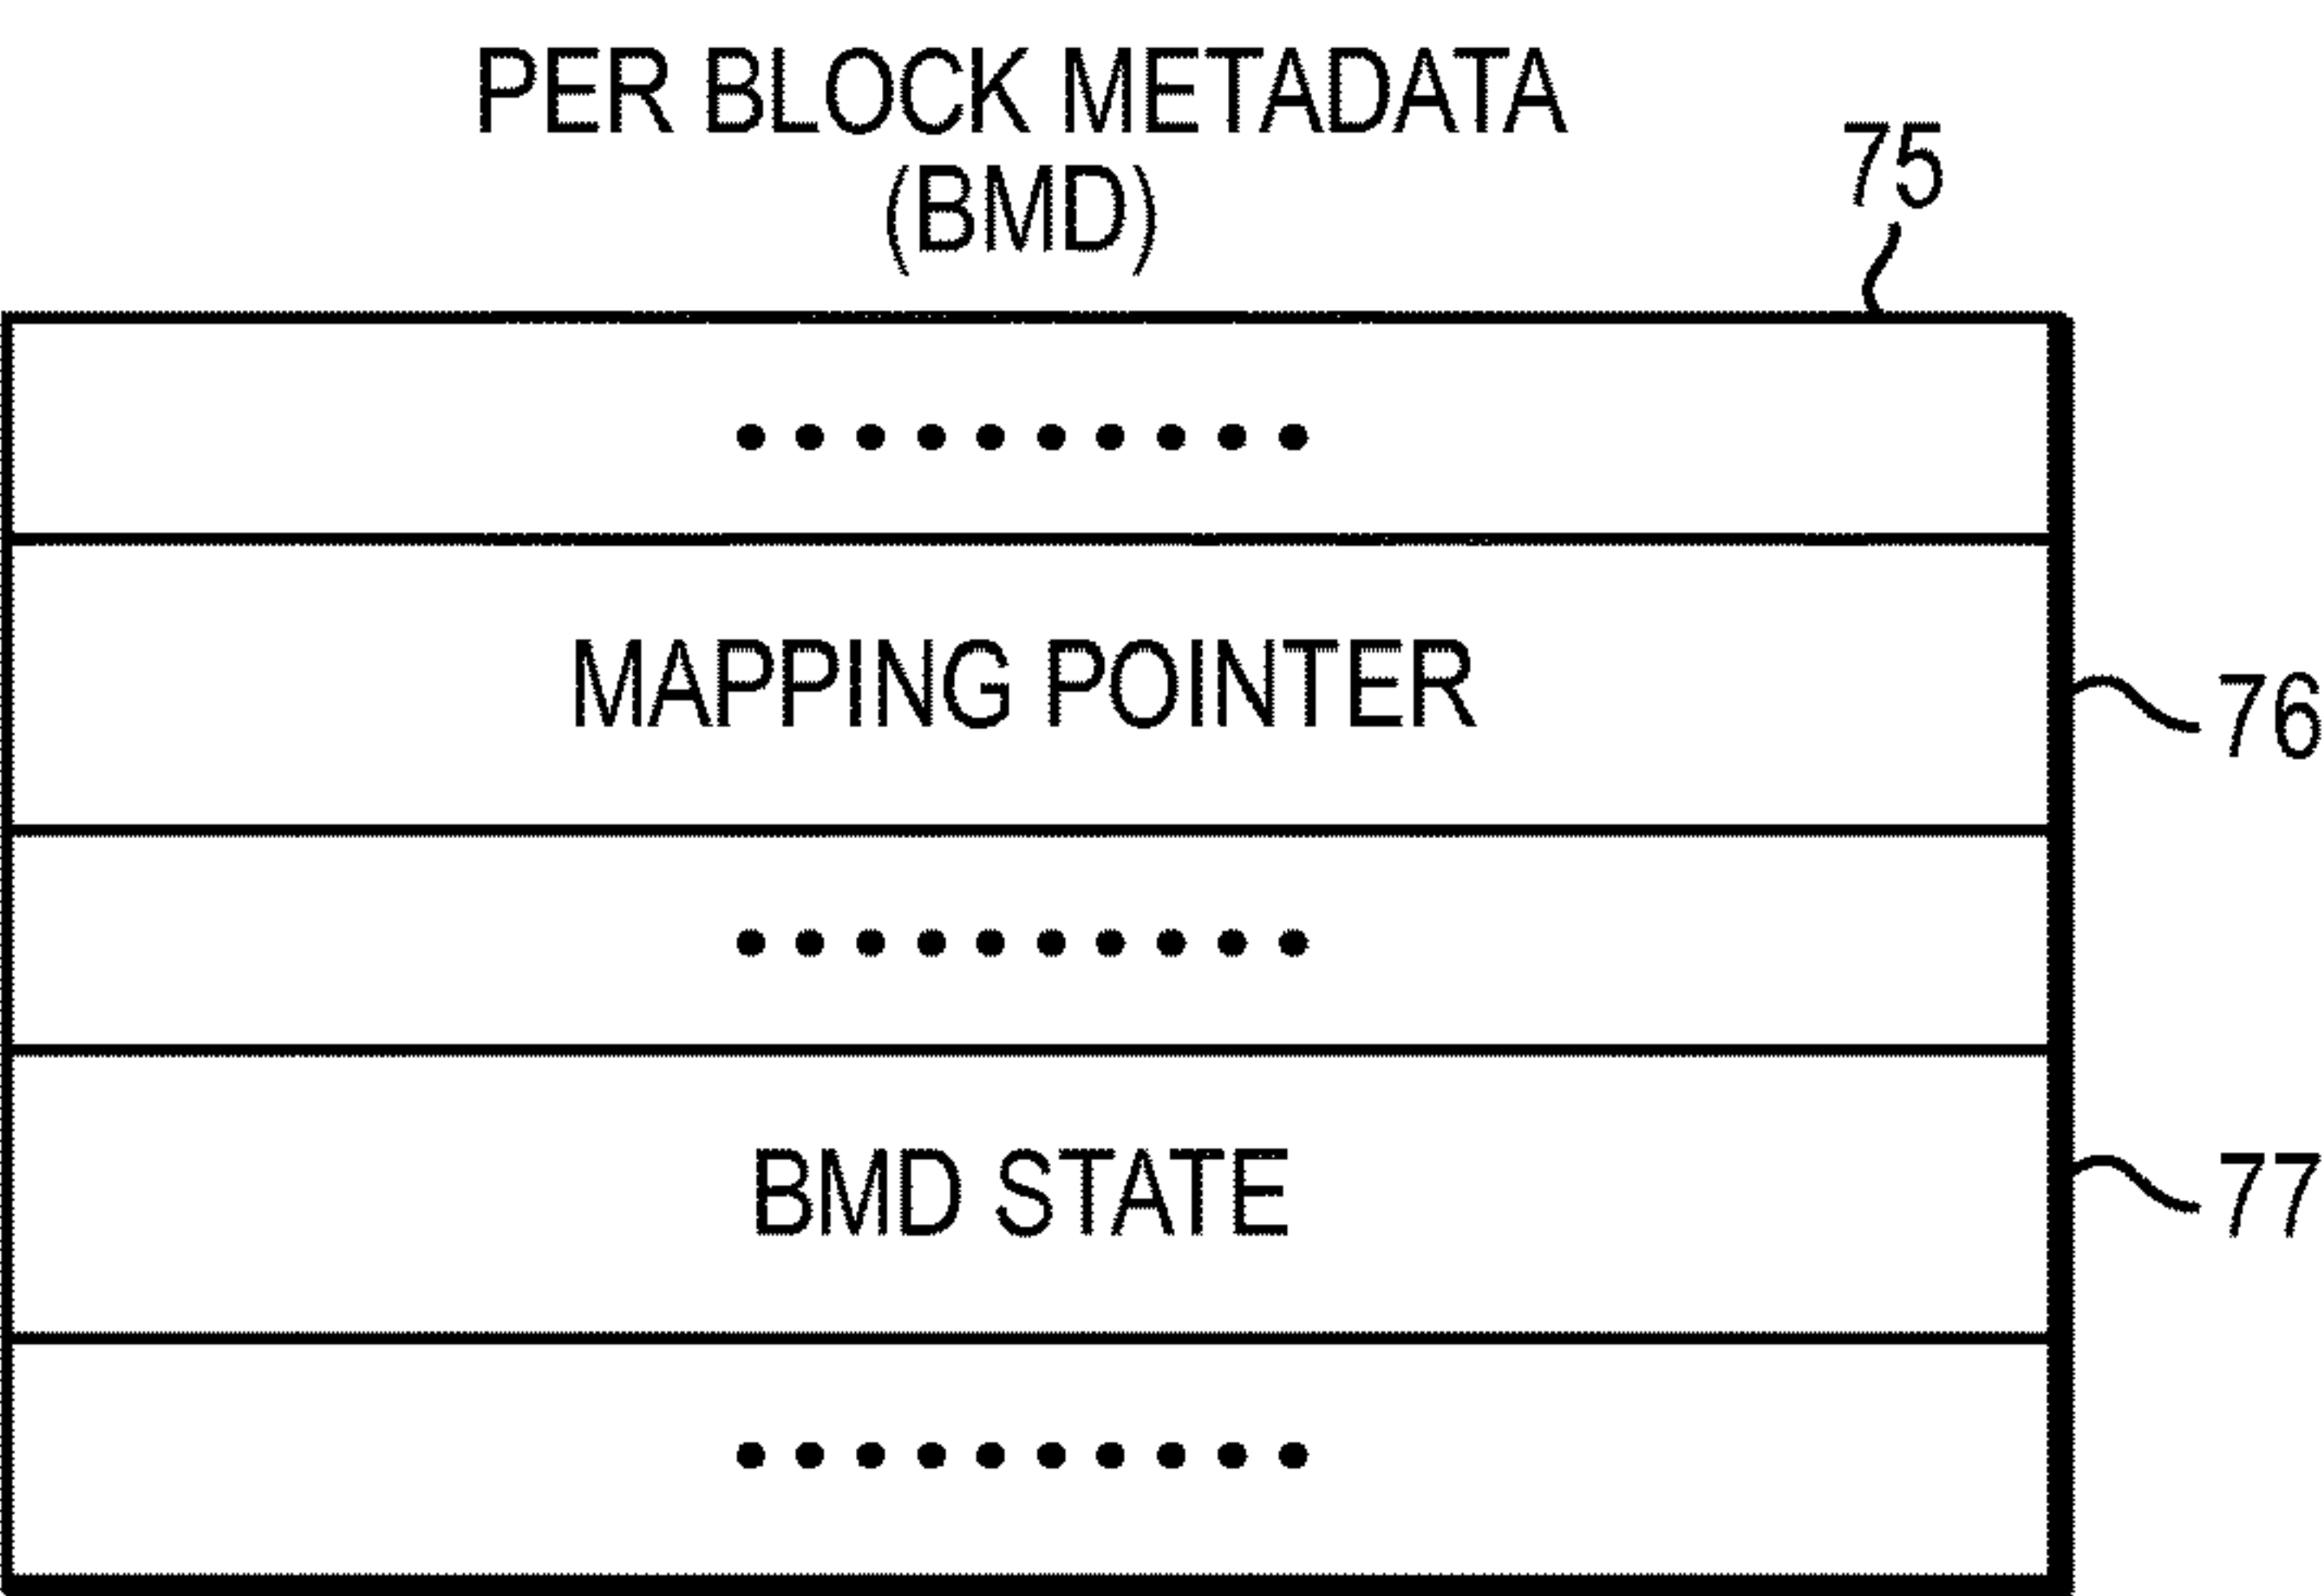 PER BLOCK METADATA
(BMD)
75
..........
MAPPING POINTER
76
..........
BMD STATE
77
..........